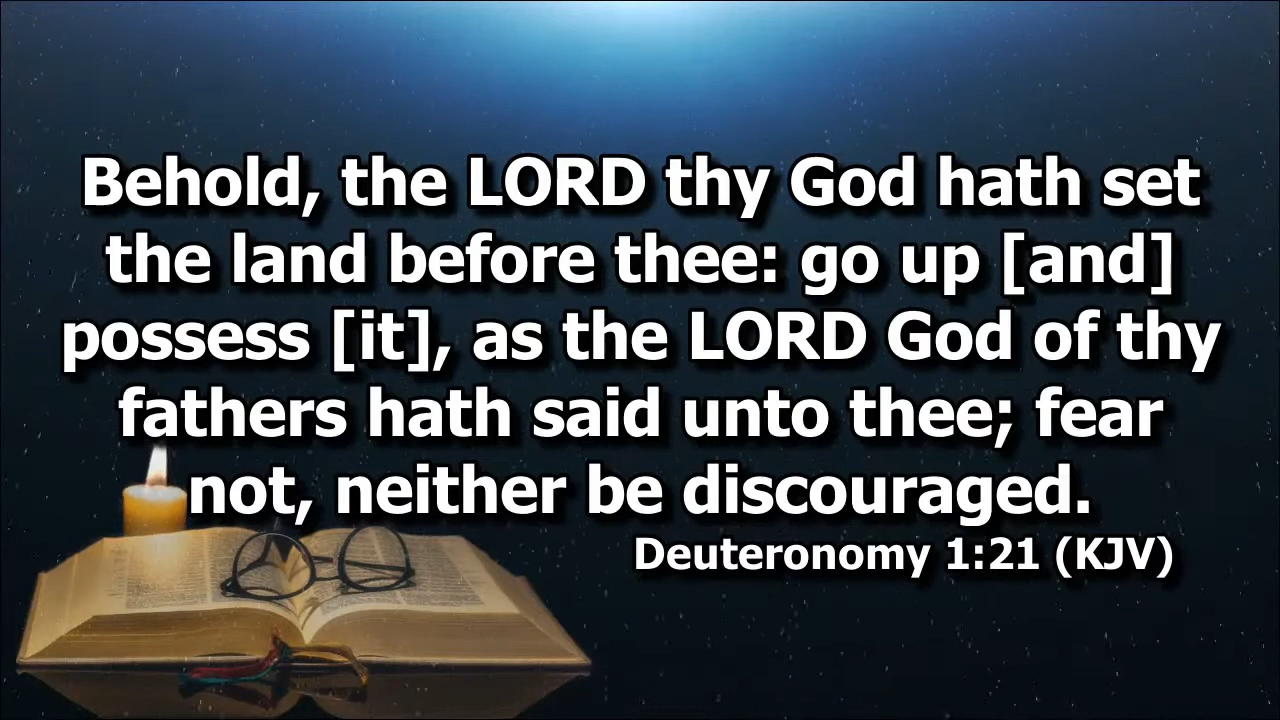 Behold, the LORD thy God hath set
the land before thee: go up [and]
possess [it], as the LORD God of thy
fathers hath said unto thee; fear
not, neither be discouraged.
Deuteronomy 1:21 (KJV)